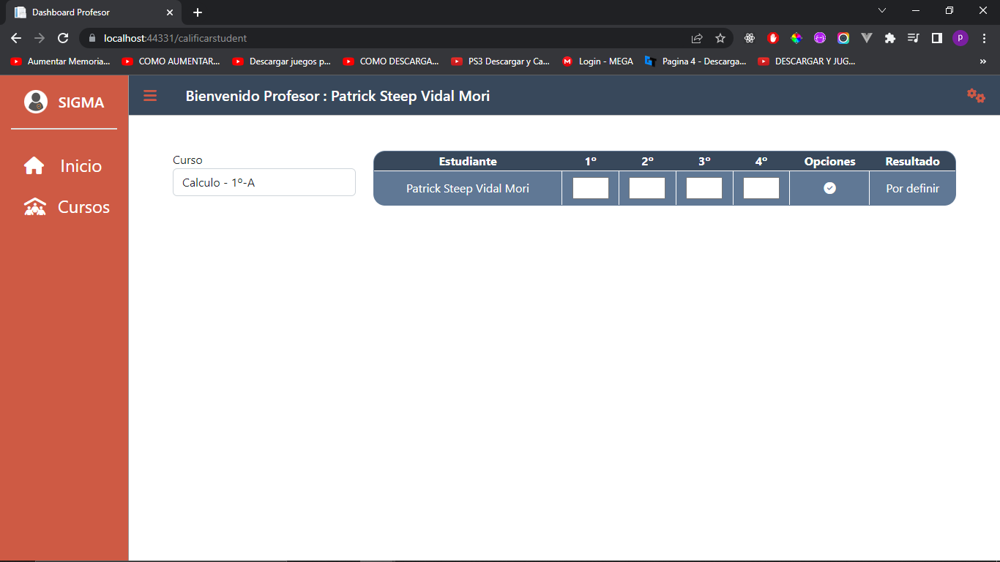 Dashboard Profesor
localhost:44331/calificarstudent
P
Aumentar Memoria...
COMO AUMENTAR...
Descargar juegos p...
COMO DESCARGA...
PS3 Descargar y Ca...
Login - MEGA
Pagina 4 - Descarga...
DESCARGAR Y JUG...
»
SIGMA
Bienvenido Profesor : Patrick Steep Vidal Mori
Inicio
Cursos
Curso
Calculo - 1º-A
Estudiante 1º 2º 3º 4º Opciones Resultado
Patrick Steep Vidal Mori Por definir